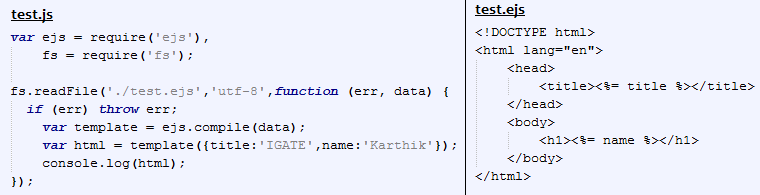 test.js
var ejs = require('ejs'),
    fs = require('fs');

fs.readFile('./test.ejs','utf-8',function (err, data) {
  if (err) throw err;
    var template = ejs.compile(data);
    var html = template({title:'IGATE',name:'Karthik'});
    console.log(html);
});
test.ejs
<!DOCTYPE html>
<html lang="en">
    <head>
        <title><%= title %></title>
    </head>
    <body>
        <h1><%= name %></h1>
    </body>
</html>